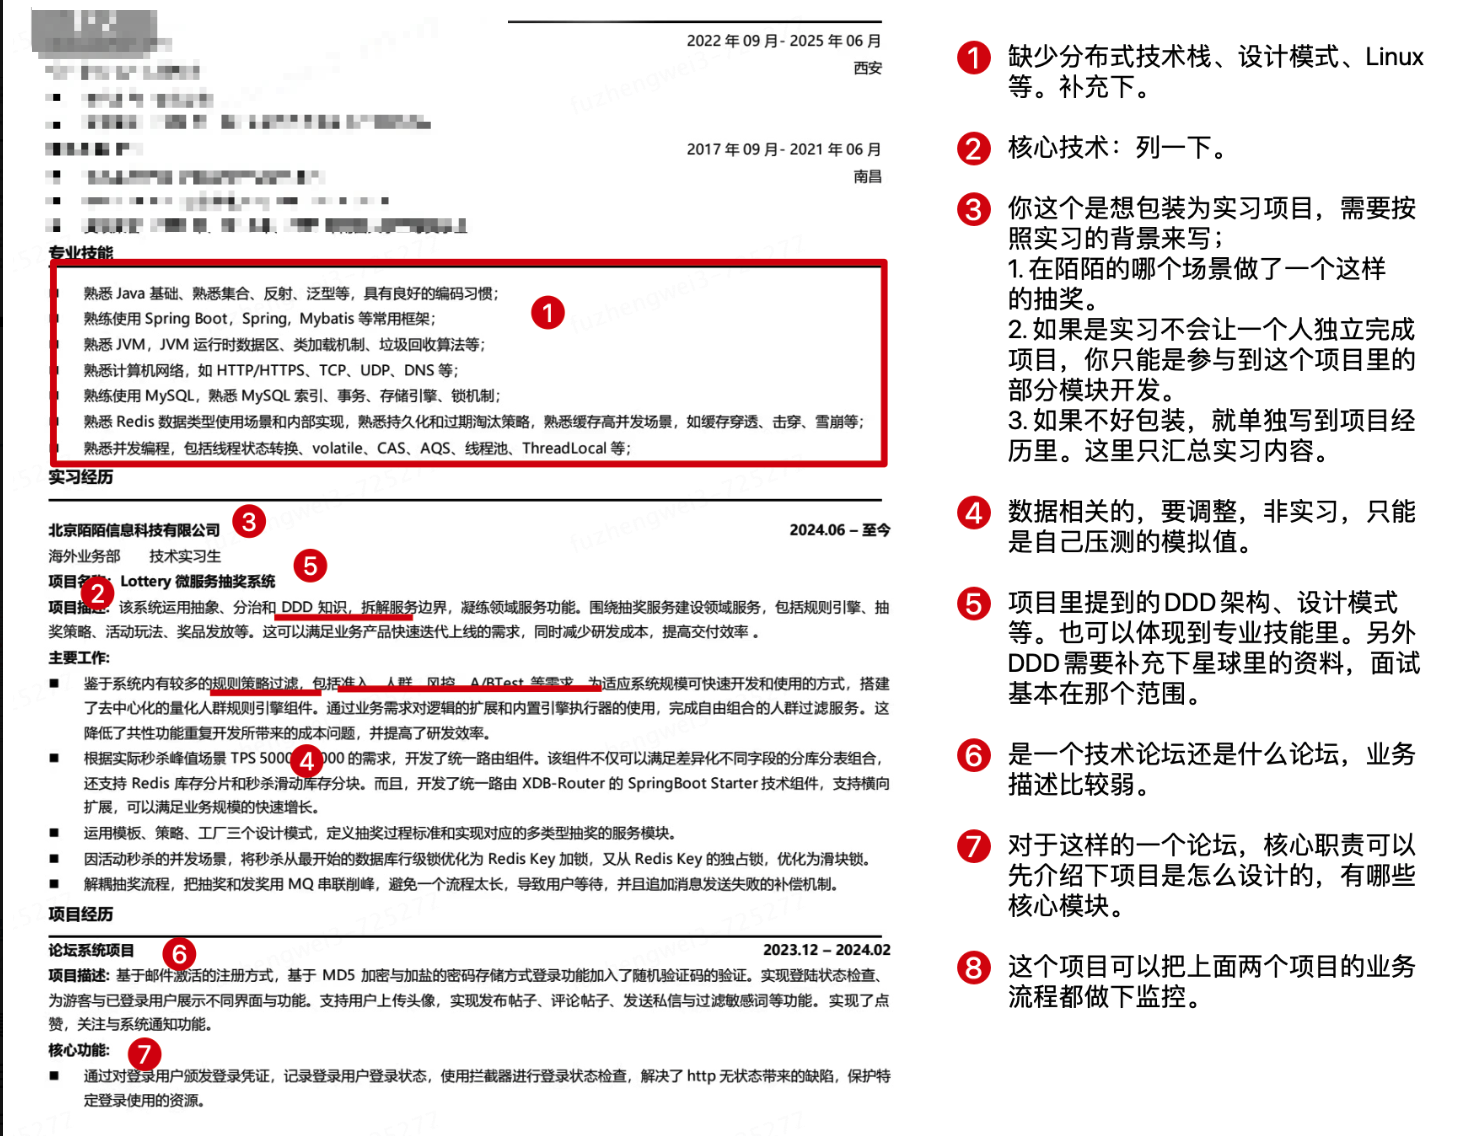 2022 年 09 月- 2025 年 06 月
西安
2017 年 09 月- 2021 年 06 月
南昌
专业技能
熟悉 Java 基础、熟悉集合、反射、泛型等，具有良好的编码习惯；
熟练使用 Spring Boot，Spring，Mybatis 等常用框架；
熟悉 JVM，JVM 运行时数据区、类加载机制、垃圾回收算法等；
熟悉计算机网络，如 HTTP/HTTPS、TCP、UDP、DNS 等；
熟练使用 MySQL，熟悉 MySQL 索引、事务、存储引擎、锁机制；
熟悉 Redis 数据类型使用场景和内部实现，熟悉持久化和过期淘汰策略，熟悉缓存高并发场景，如缓存穿透、击穿、雪崩等；
熟悉并发编程，包括线程状态转换、volatile、CAS、AQS、线程池、ThreadLocal 等；
1
实习经历
北京陌陌信息科技有限公司 3 2024.06 – 至今
海外业务部 技术实习生
5
项目名称: Lottery 微服务抽奖系统
2
项目描述: 该系统运用抽象、分治和 DDD 知识，拆解服务边界，凝练领域服务功能。围绕抽奖服务建设领域服务，包括规则引擎、抽
奖策略、活动玩法、奖品发放等。这可以满足业务产品快速迭代上线的需求，同时减少研发成本，提高交付效率 。
主要工作:
■ 鉴于系统内有较多的规则策略过滤，包括准入、人群、风控、A/BTest 等需求，为适应系统规模可快速开发和使用的方式，搭建
了去中心化的量化人群规则引擎组件。通过业务需求对逻辑的扩展和内置引擎执行器的使用，完成自由组合的人群过滤服务。这
降低了共性功能重复开发所带来的成本问题，并提高了研发效率。
■ 根据实际秒杀峰值场景 TPS 5000 4 000 的需求，开发了统一路由组件。该组件不仅可以满足差异化不同字段的分库分表组合，
还支持 Redis 库存分片和秒杀滑动库存分块。而且，开发了统一路由 XDB-Router 的 SpringBoot Starter 技术组件，支持横向
扩展，可以满足业务规模的快速增长。
■ 运用模板、策略、工厂三个设计模式，定义抽奖过程标准和实现对应的多类型抽奖的服务模块。
■ 因活动秒杀的并发场景，将秒杀从最开始的数据库行级锁优化为 Redis Key 加锁，又从 Redis Key 的独占锁，优化为滑块锁。
■ 解耦抽奖流程，把抽奖和发奖用 MQ 串联削峰，避免一个流程太长，导致用户等待，并且追加消息发送失败的补偿机制。
项目经历
论坛系统项目 6 2023.12 – 2024.02
项目描述: 基于邮件激活的注册方式，基于 MD5 加密与加盐的密码存储方式登录功能加入了随机验证码的验证。实现登陆状态检查、
为游客与已登录用户展示不同界面与功能。支持用户上传头像，实现发布帖子、评论帖子、发送私信与过滤敏感词等功能。 实现了点
赞，关注与系统通知功能。
核心功能: 7
■ 通过对登录用户颁发登录凭证，记录登录用户登录状态，使用拦截器进行登录状态检查，解决了 http 无状态带来的缺陷，保护特
定登录使用的资源。
1 缺少分布式技术栈、设计模式、Linux
等。补充下。
2 核心技术：列一下。
3 你这个是想包装为实习项目，需要按
照实习的背景来写；
1. 在陌陌的哪个场景做了一个这样
的抽奖。
2. 如果是实习不会让一个人独立完成
项目，你只能是参与到这个项目里的
部分模块开发。
3. 如果不好包装，就单独写到项目经
历里。这里只汇总实习内容。
4 数据相关的，要调整，非实习，只能
是自己压测的模拟值。
5 项目里提到的DDD架构、设计模式
等。也可以体现到专业技能里。另外
DDD需要补充下星球里的资料，面试
基本在那个范围。
6 是一个技术论坛还是什么论坛，业务
描述比较弱。
7 对于这样的一个论坛，核心职责可以
先介绍下项目是怎么设计的，有哪些
核心模块。
8 这个项目可以把上面两个项目的业务
流程都做下监控。